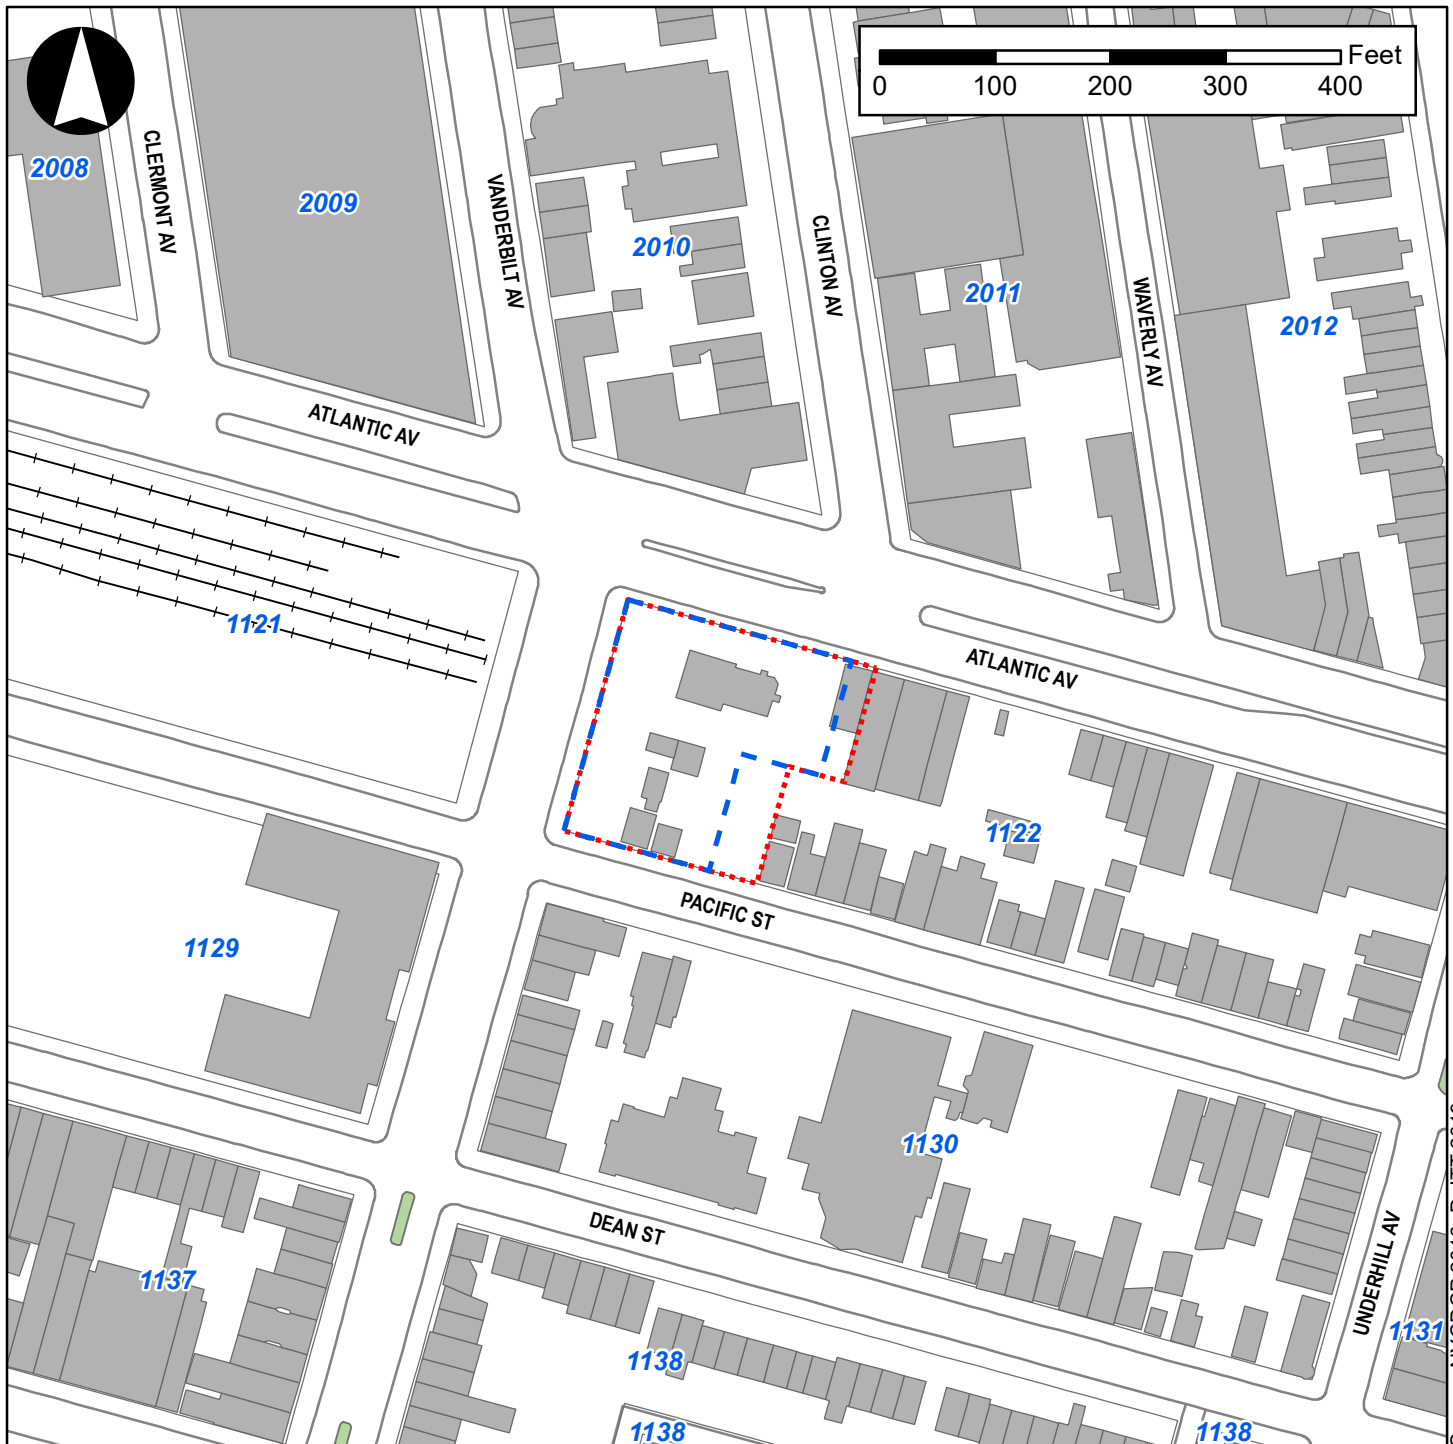 Feet
0 100 200 300 400
CLERMONT AV
2008
2009
VANDERBILT AV
2010
CLINTON AV
2011
WAVERLY AV
2012
ATLANTIC AV
1121
ATLANTIC AV
1122
PACIFIC ST
1129
1130
DEAN ST
UNDERHILL AV
1137
1131
1138
1138
1138